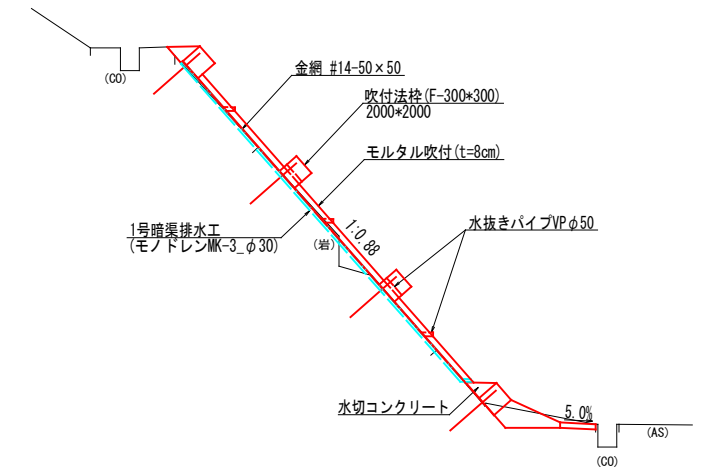 (CO)
金網 #14-50×50
吹付法枠(F-300*300)
2000*2000
モルタル吹付(t=8cm)
1号暗渠排水工
(モノドレンMK-3_φ30)
(岩)
1:0.88
水抜きパイプVPφ50
水切コンクリート
5.0%
(AS)
(CO)